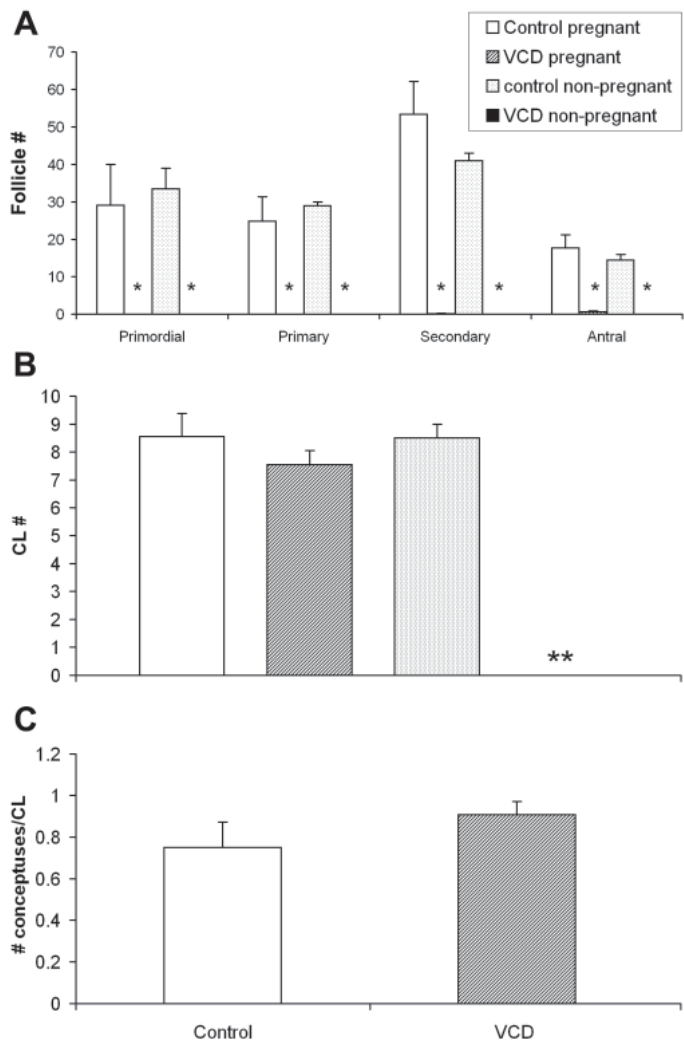 A
Control pregnant
VCD pregnant
control non-pregnant
VCD non-pregnant
Follicle #
70
60
50
40
30
20
10
0
* * * * * * * *
Primordial Primary Secondary Antral
B
CL #
10
9
8
7
6
5
4
3
2
1
0
**
C
# conceptuses/CL
1.2
1
0.8
0.6
0.4
0.2
0
Control VCD